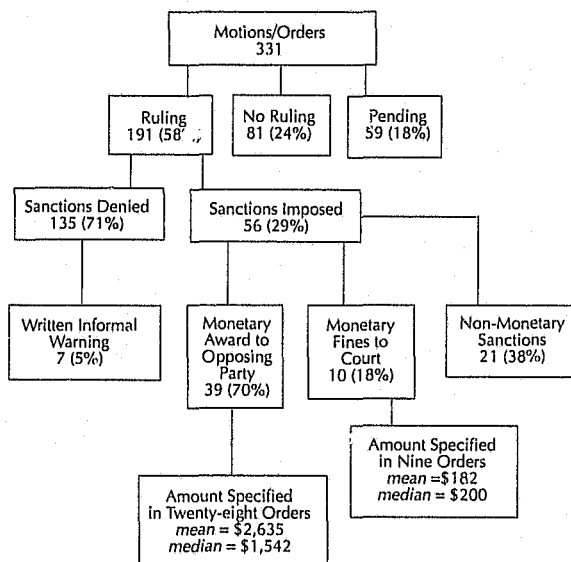 Motions/Orders
331
Ruling
191 (58
No Ruling
81 (24%)
Pending
59 (18%)
Sanctions Denied
135 (71%)
Sanctions Imposed
56 (29%)
Written Informal
Warning
7 (5%)
Monetary
Award to
Opposing
Party
39 (70%)
Monetary
Fines to
Court
10 (18%)
Non-Monetary
Sanctions
21 (38%)
Amount Specified
in Nine Orders
mean =$182
median = $200
Amount Specified
in Twenty-eight Orders
mean = $2,635
median = $1,542